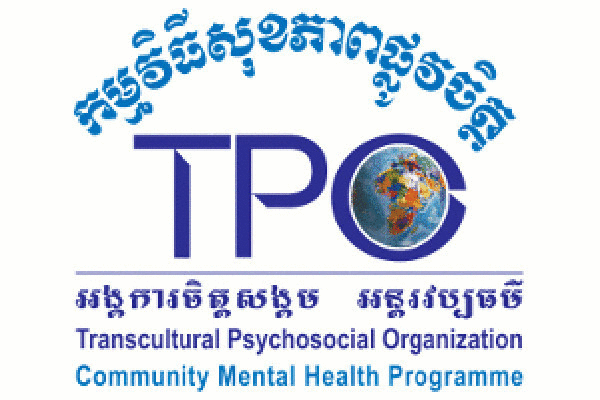 កម្មវិធីសុខភាពផ្លូវចិត្ត
TPO
អង្គការចិត្តសង្គម អន្តរវប្បធម៌
Transcultural Psychosocial Organization
Community Mental Health Programme